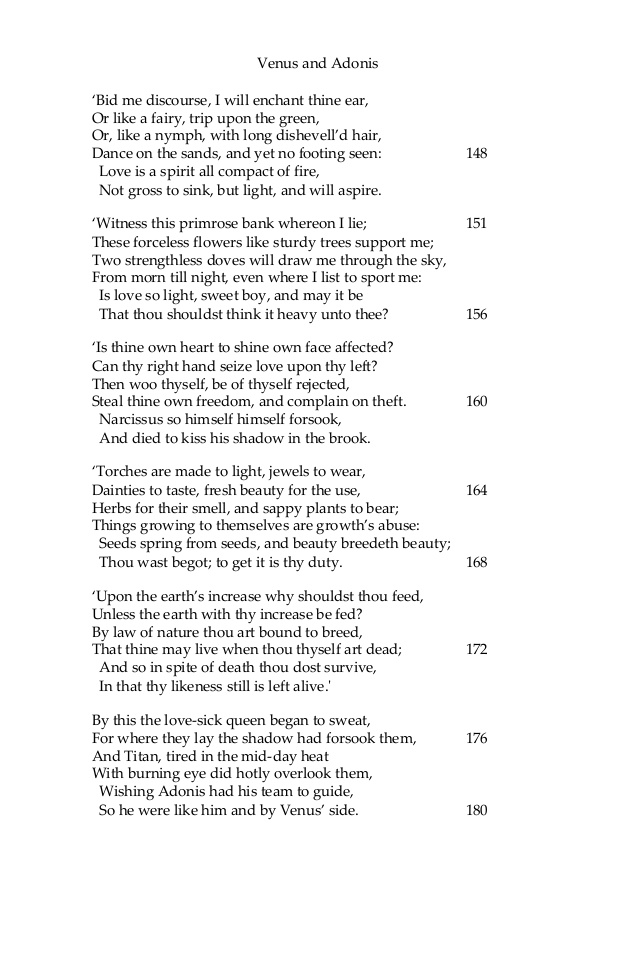 Venus and Adonis
‘Bid me discourse, I will enchant thine ear,
Or like a fairy, trip upon the green,
Or, like a nymph, with long dishevell’d hair,
Dance on the sands, and yet no footing seen: 148
Love is a spirit all compact of fire,
Not gross to sink, but light, and will aspire.
‘Witness this primrose bank whereon I lie; 151
These forceless flowers like sturdy trees support me;
Two strengthless doves will draw me through the sky,
From morn till night, even where I list to sport me:
Is love so light, sweet boy, and may it be
That thou shouldst think it heavy unto thee? 156
‘Is thine own heart to shine own face affected?
Can thy right hand seize love upon thy left?
Then woo thyself, be of thyself rejected,
Steal thine own freedom, and complain on theft. 160
Narcissus so himself himself forsook,
And died to kiss his shadow in the brook.
‘Torches are made to light, jewels to wear,
Dainties to taste, fresh beauty for the use, 164
Herbs for their smell, and sappy plants to bear;
Things growing to themselves are growth’s abuse:
Seeds spring from seeds, and beauty breedeth beauty;
Thou wast begot; to get it is thy duty. 168
‘Upon the earth’s increase why shouldst thou feed,
Unless the earth with thy increase be fed?
By law of nature thou art bound to breed,
That thine may live when thou thyself art dead; 172
And so in spite of death thou dost survive,
In that thy likeness still is left alive.'
By this the love-sick queen began to sweat,
For where they lay the shadow had forsook them, 176
And Titan, tired in the mid-day heat
With burning eye did hotly overlook them,
Wishing Adonis had his team to guide,
So he were like him and by Venus’ side. 180